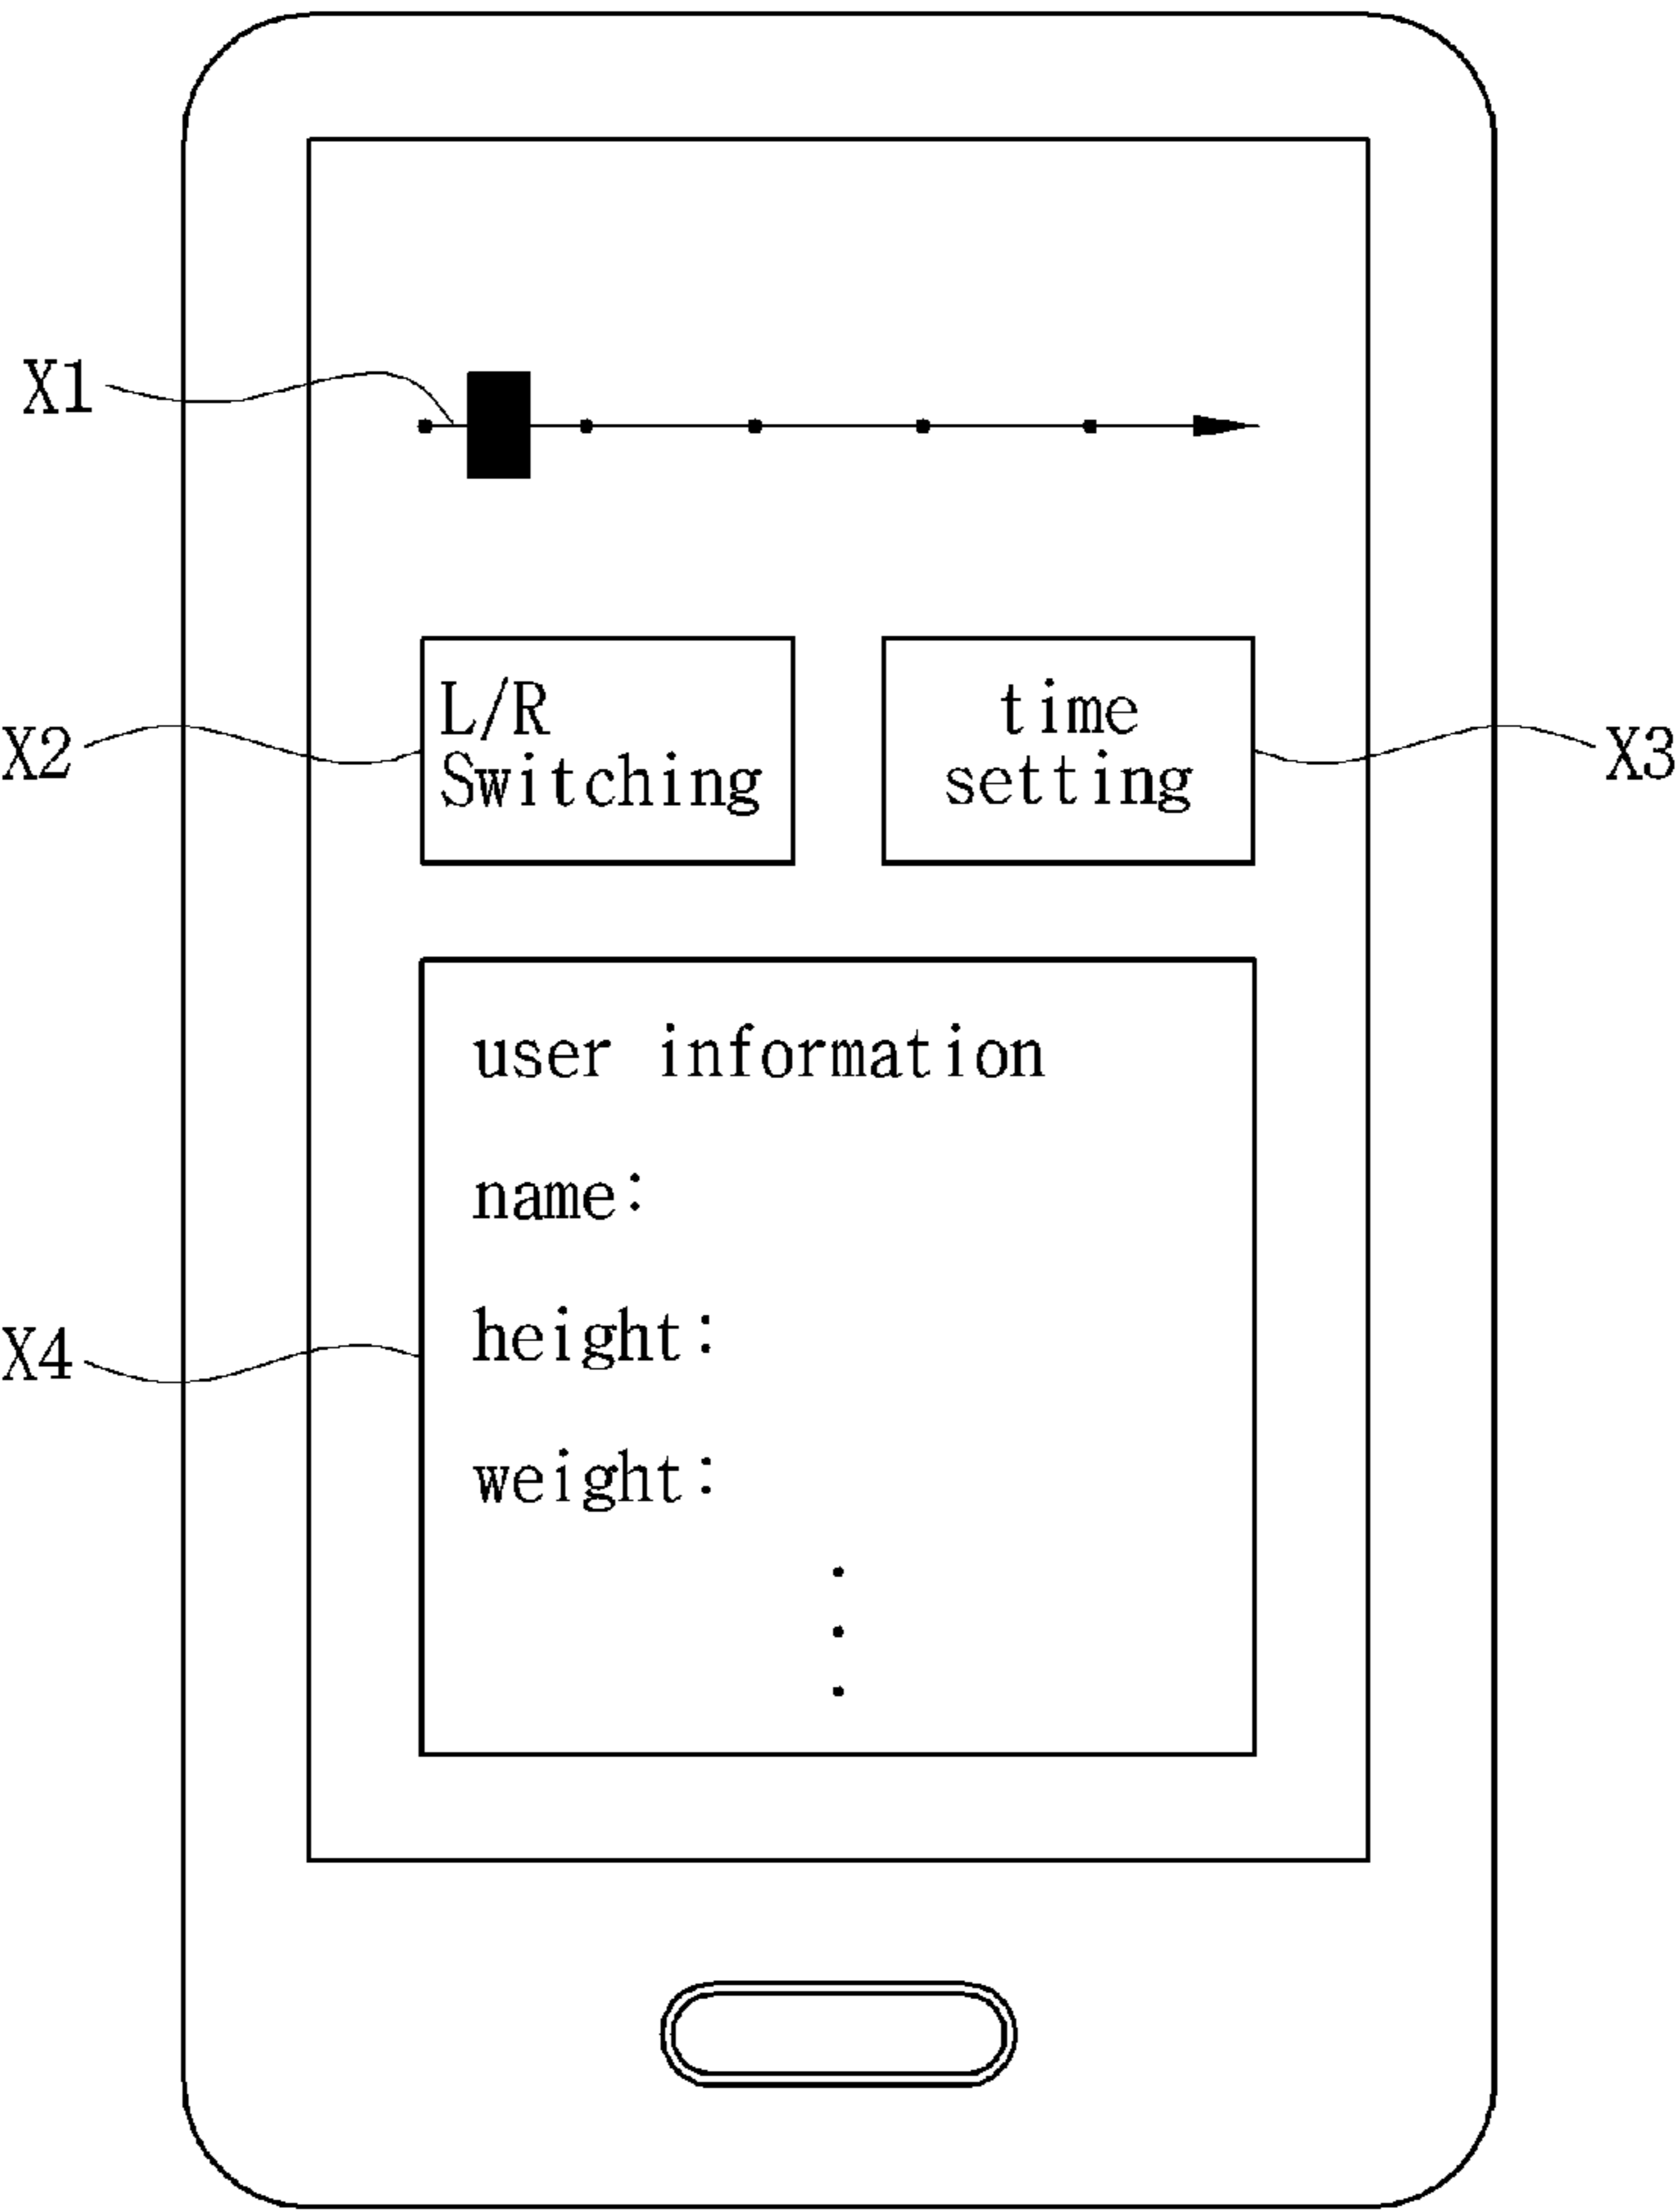 X1
L/R
Switching
time
setting
X2
X3
user information
name:
height:
X4
weight: